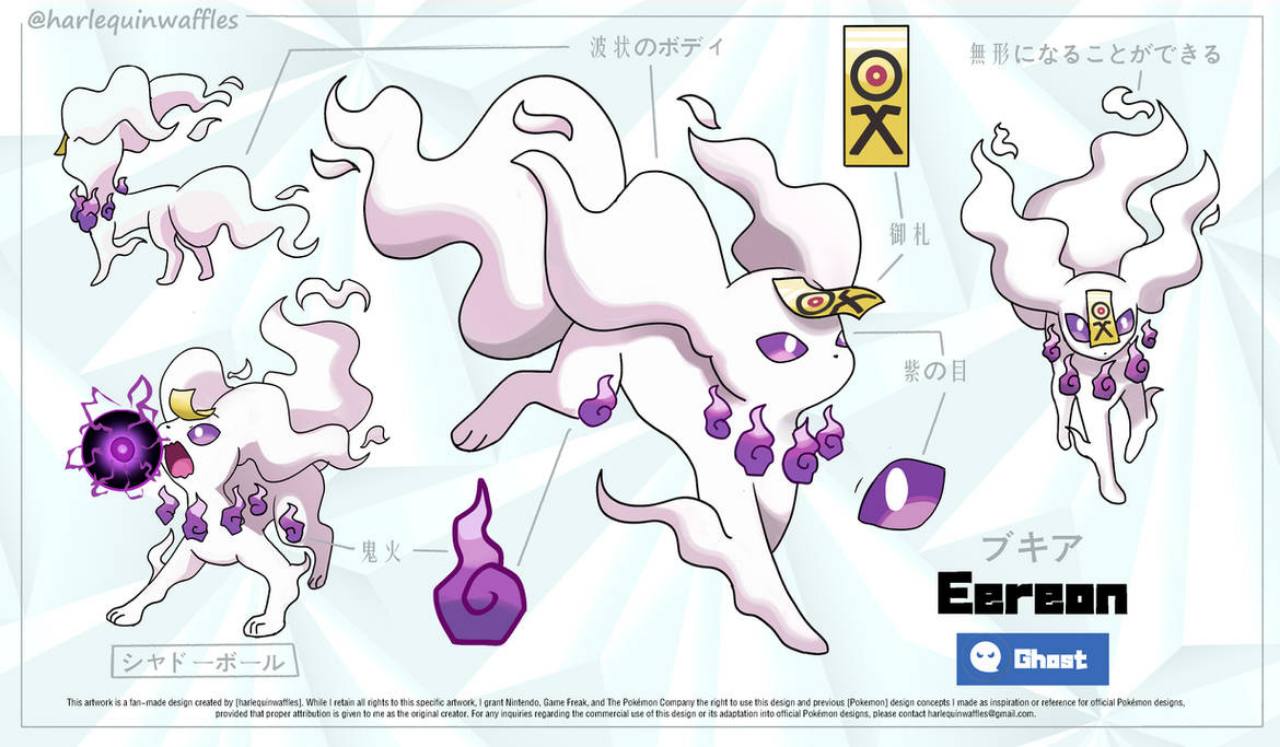 @harlequinwaffles
波状のボディ
無形になることができる
OX
御札
紫の目
鬼火
シャドーボール
ブキア
Eereon
Ghost
This artwork is a fan-made design created by [harlequinwaffles]. While I retain all rights to this specific artwork, I grant Nintendo, Game Freak, and The Pokémon Company the right to use this design and previous [Pokemon] design concepts I made as inspiration or reference for official Pokémon designs,
provided that proper attribution is given to me as the original creator. For any inquiries regarding the commercial use of this design or its adaptation into official Pokémon designs, please contact harlequinwaffles@gmail.com.